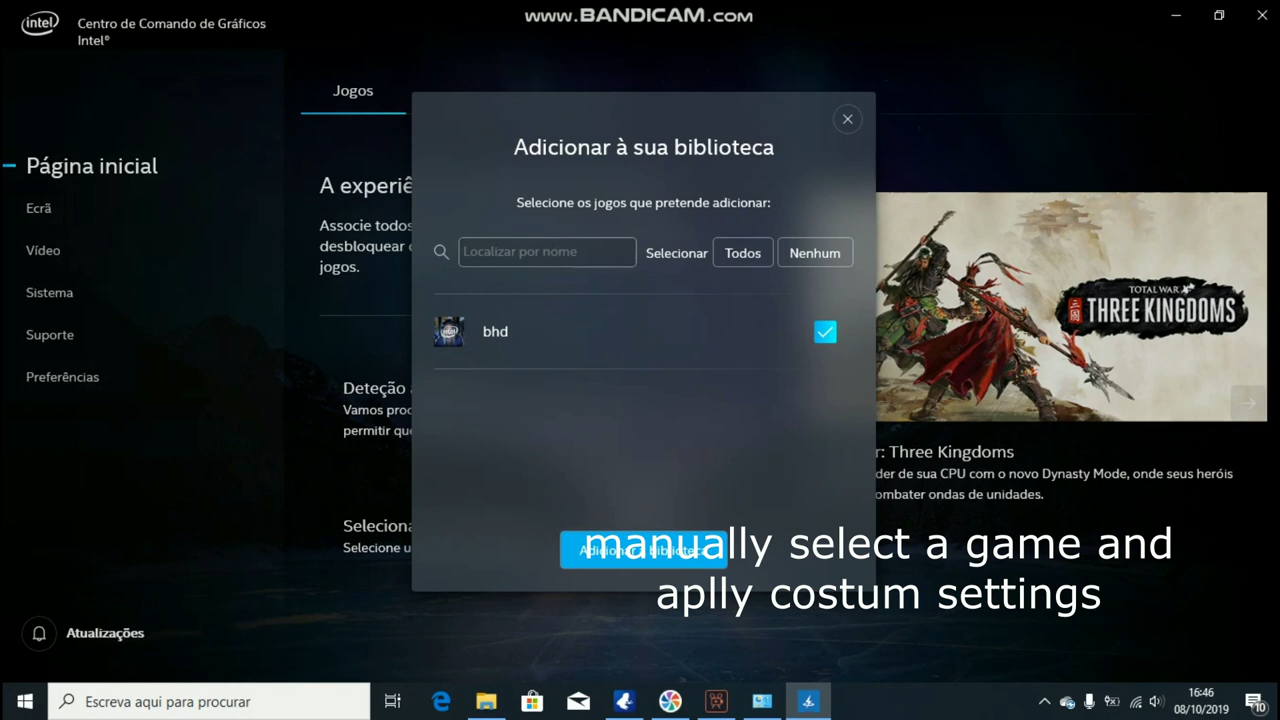 www.BANDICAM.com
intel
Centro de Comando de Gráficos
Intel®
Jogos
Adicionar à sua biblioteca
Página inicial
A experiê
Selecione os jogos que pretende adicionar:
Ecrã
Associe todos
desbloquear
jogos.
Localizar por nome
Selecionar
Todos
Nenhum
Vídeo
Sistema
TOTAL WAR
THREE KINGDOMS
bhd
Suporte
Preferências
Deteção
Vamos proc
permitir que
r: Three Kingdoms
der de sua CPU com o novo Dynasty Mode, onde seus heróis
ombater ondas de unidades.
Seleciona
Selecione u
manually select a game and
aplly costum settings
Atualizações
Escreva aqui para procurar
16:46
08/10/2019
10